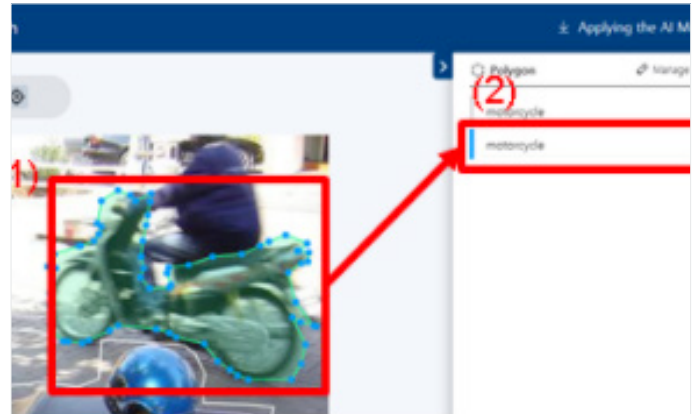 n
Applying the AI M
Polygon
Manage
(2)
motorcycle
1)
motorcycle